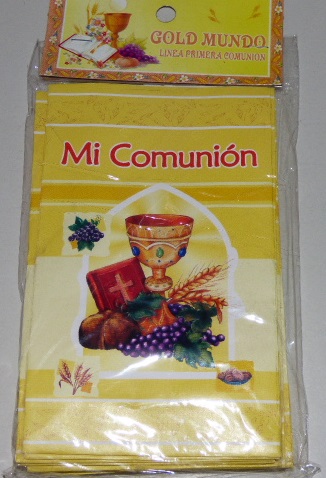 GOLD MUNDO.
LINEA PRIMERA COMUNION
Mi Comunión